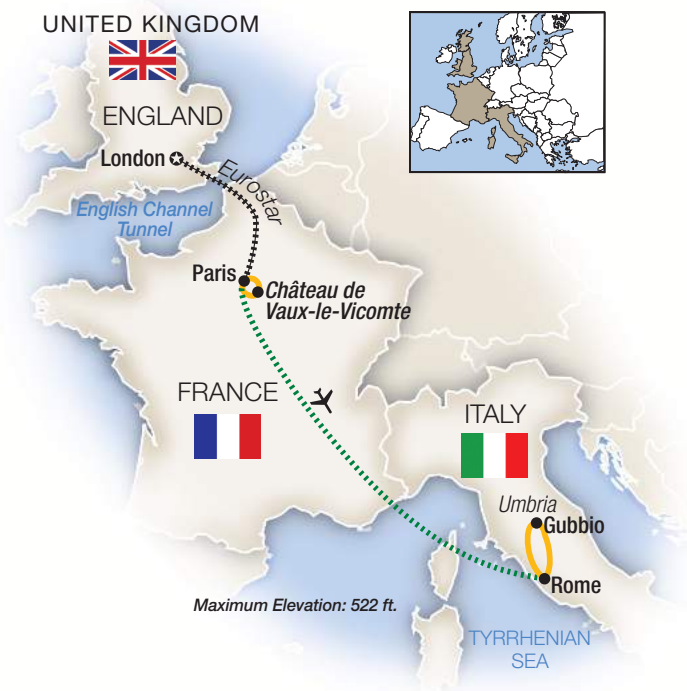 UNITED KINGDOM
ENGLAND
London
Eurostar
English Channel
Tunnel
Paris
Château de
Vaux-le-Vicomte
FRANCE
ITALY
Umbria
Gubbio
Rome
Maximum Elevation: 522 ft.
TYRRHENIAN
SEA